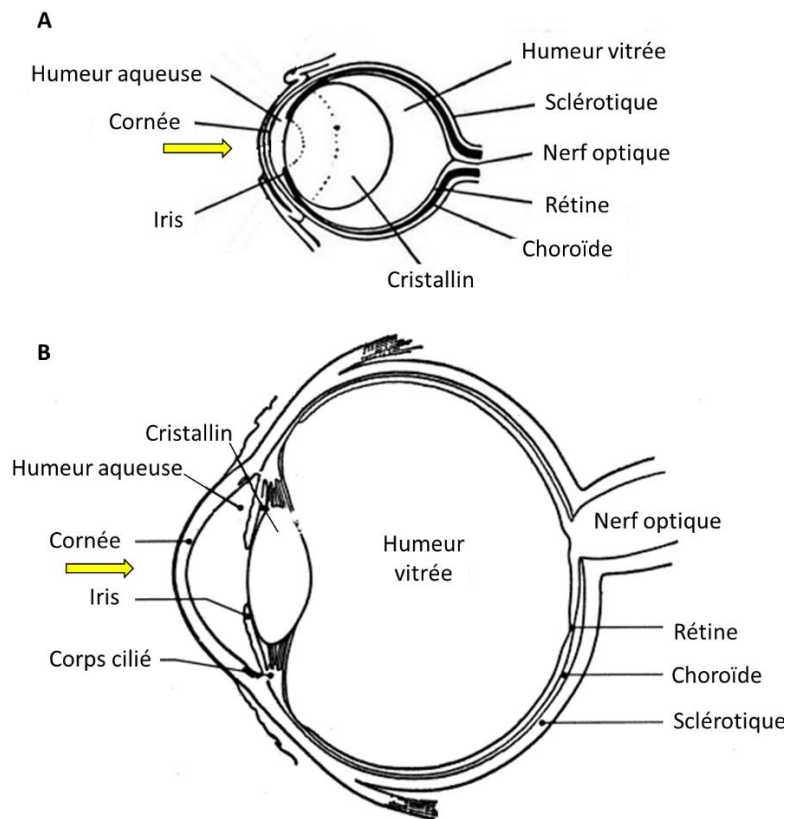 A
Humeur vitrée
Humeur aqueuse
Sclérotique
Cornée
Nerf optique
Iris
Rétine
Choroïde
Cristallin
B
Cristallin
Humeur aqueuse
Nerf optique
Cornée
Humeur
vitrée
Iris
Rétine
Corps cilié
Choroïde
Sclérotique